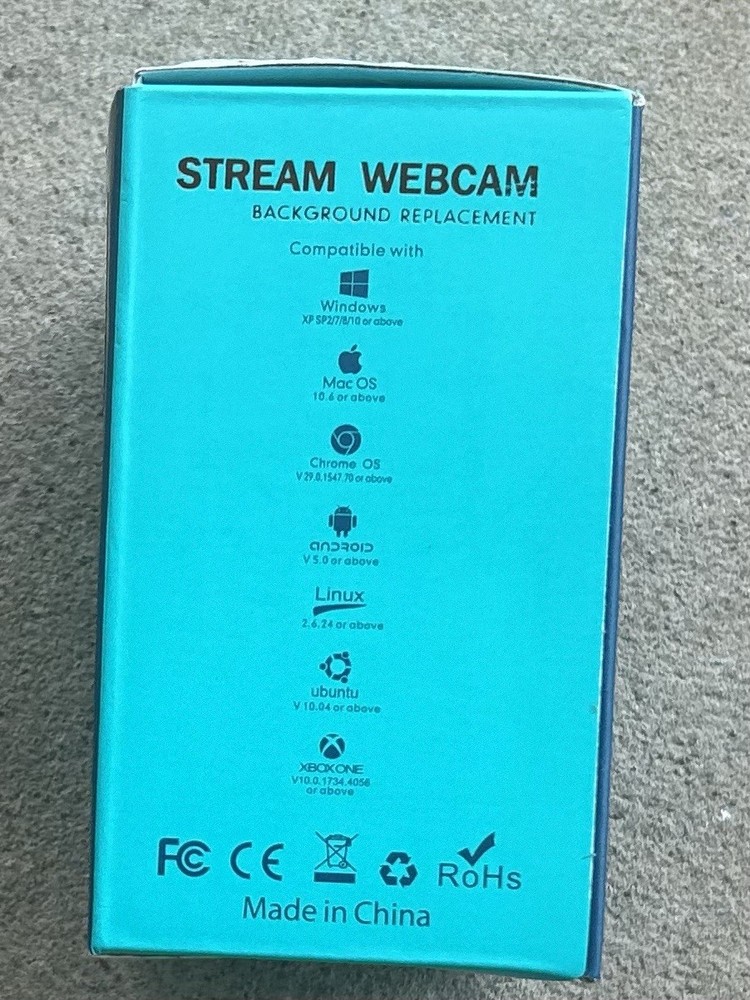 STREAM WEBCAM
BACKGROUND REPLACEMENT
Compatible with
Windows
XP SP2/7/8/10 or above
Mac OS
10.6 or above
Chrome OS
V 29.0.1547.70 or above
android
V 5.0 or above
Linux
2.6.24 or above
ubuntu
V 10.04 or above
XBOX ONE
V10.0.1734.4056
or above
FC CE RoHs
Made in China